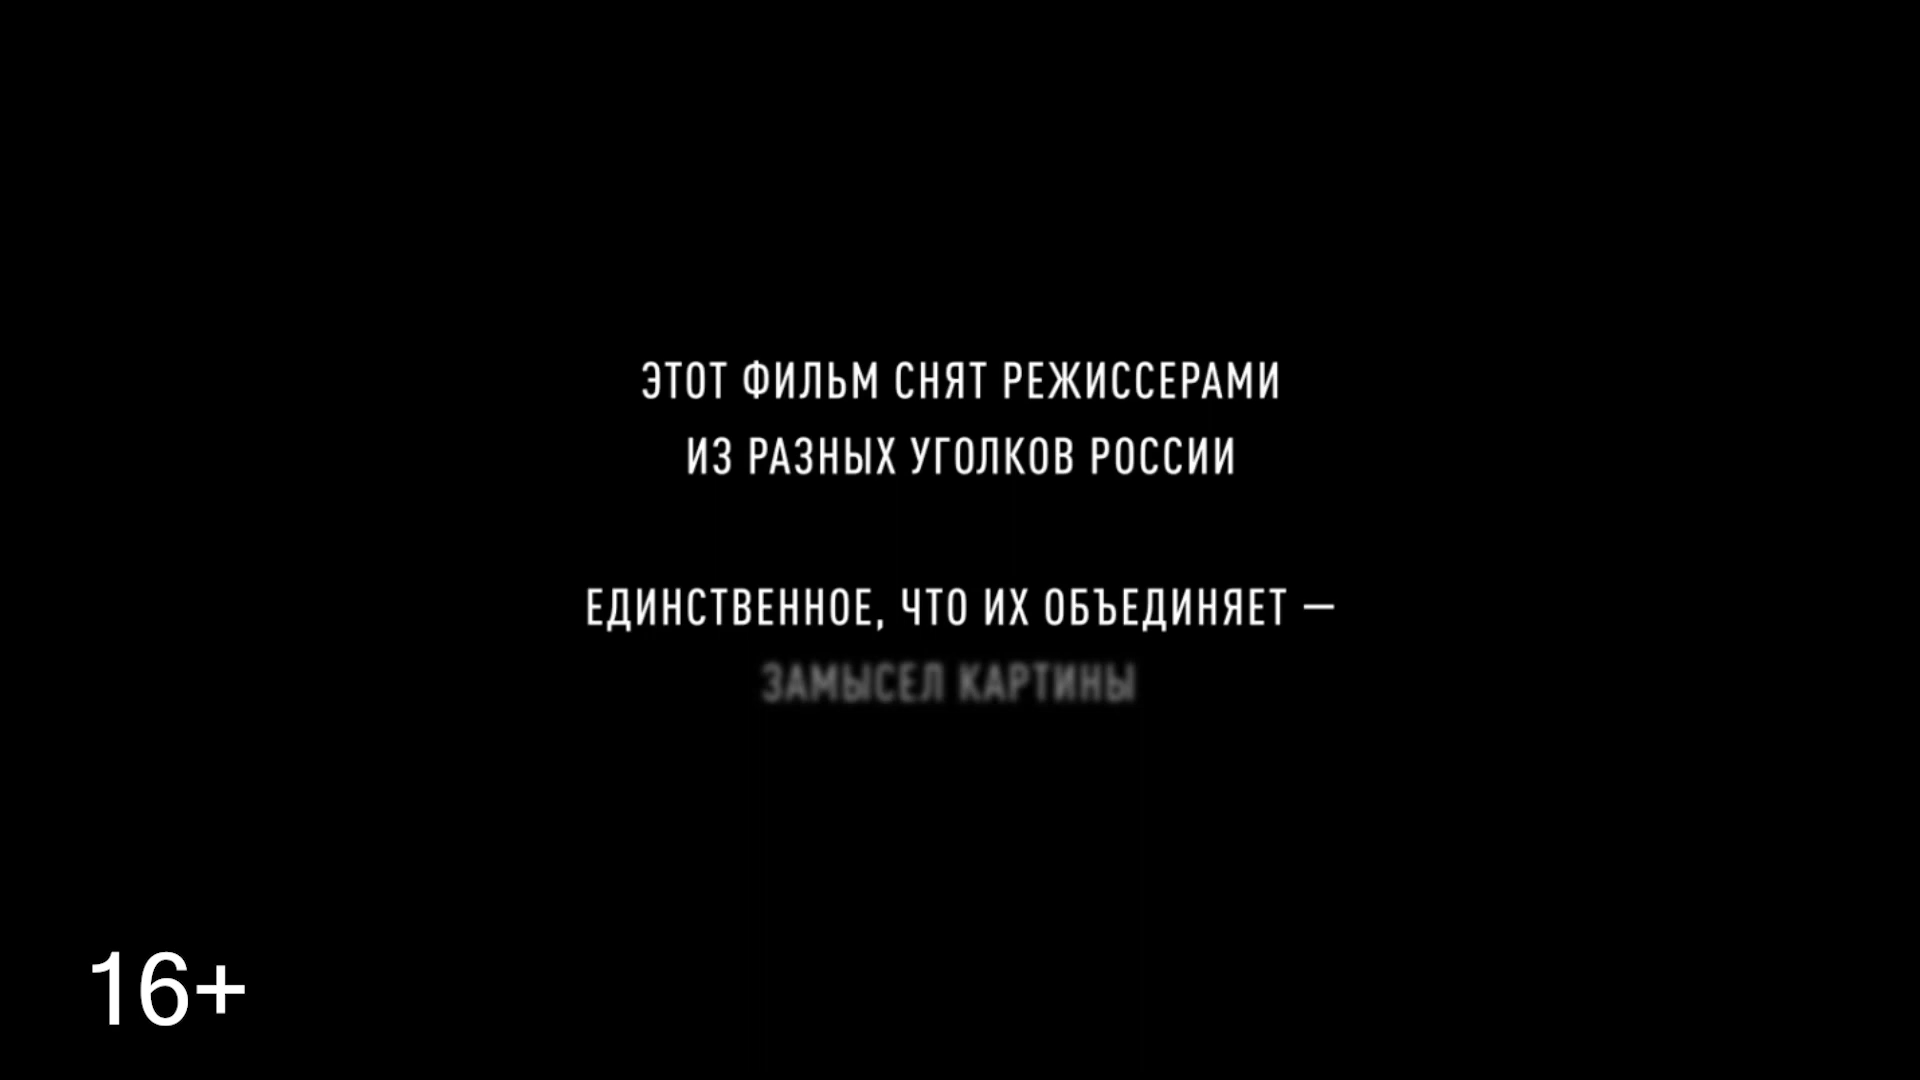 ЭТОТ ФИЛЬМ СНЯТ РЕЖИССЕРАМИ
ИЗ РАЗНЫХ УГОЛКОВ РОССИИ
ЕДИНСТВЕННОЕ, ЧТО ИХ ОБЪЕДИНЯЕТ —
ЗАМЫСЕЛ КАРТИНЫ
16+